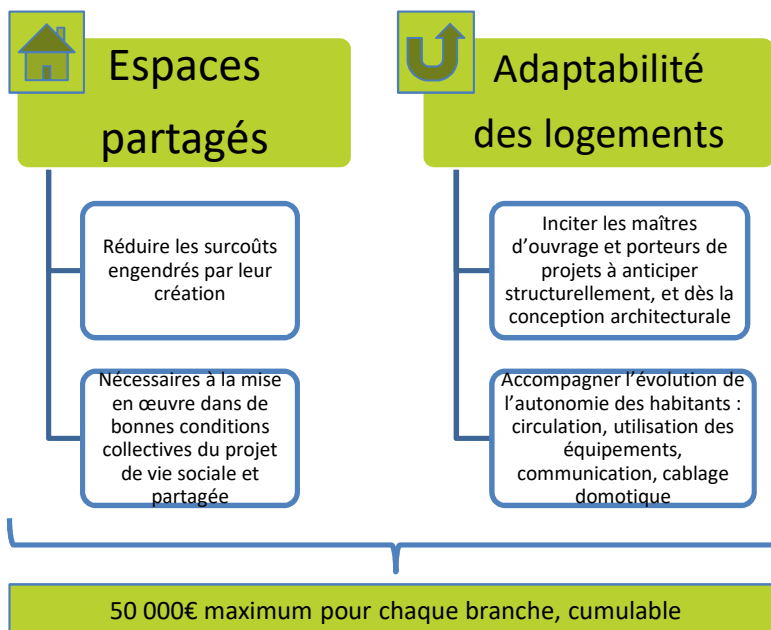 Espaces
partagés
Réduire les surcoûts
engendrés par leur
création
Nécessaires à la mise
en œuvre dans de
bonnes conditions
collectives du projet
de vie sociale et
partagée
Adaptabilité
des logements
Inciter les maîtres
d’ouvrage et porteurs de
projets à anticiper
structurellement, et dès la
conception architecturale
Accompagner l’évolution de
l’autonomie des habitants :
circulation, utilisation des
équipements,
communication, cablage
domotique
50 000€ maximum pour chaque branche, cumulable